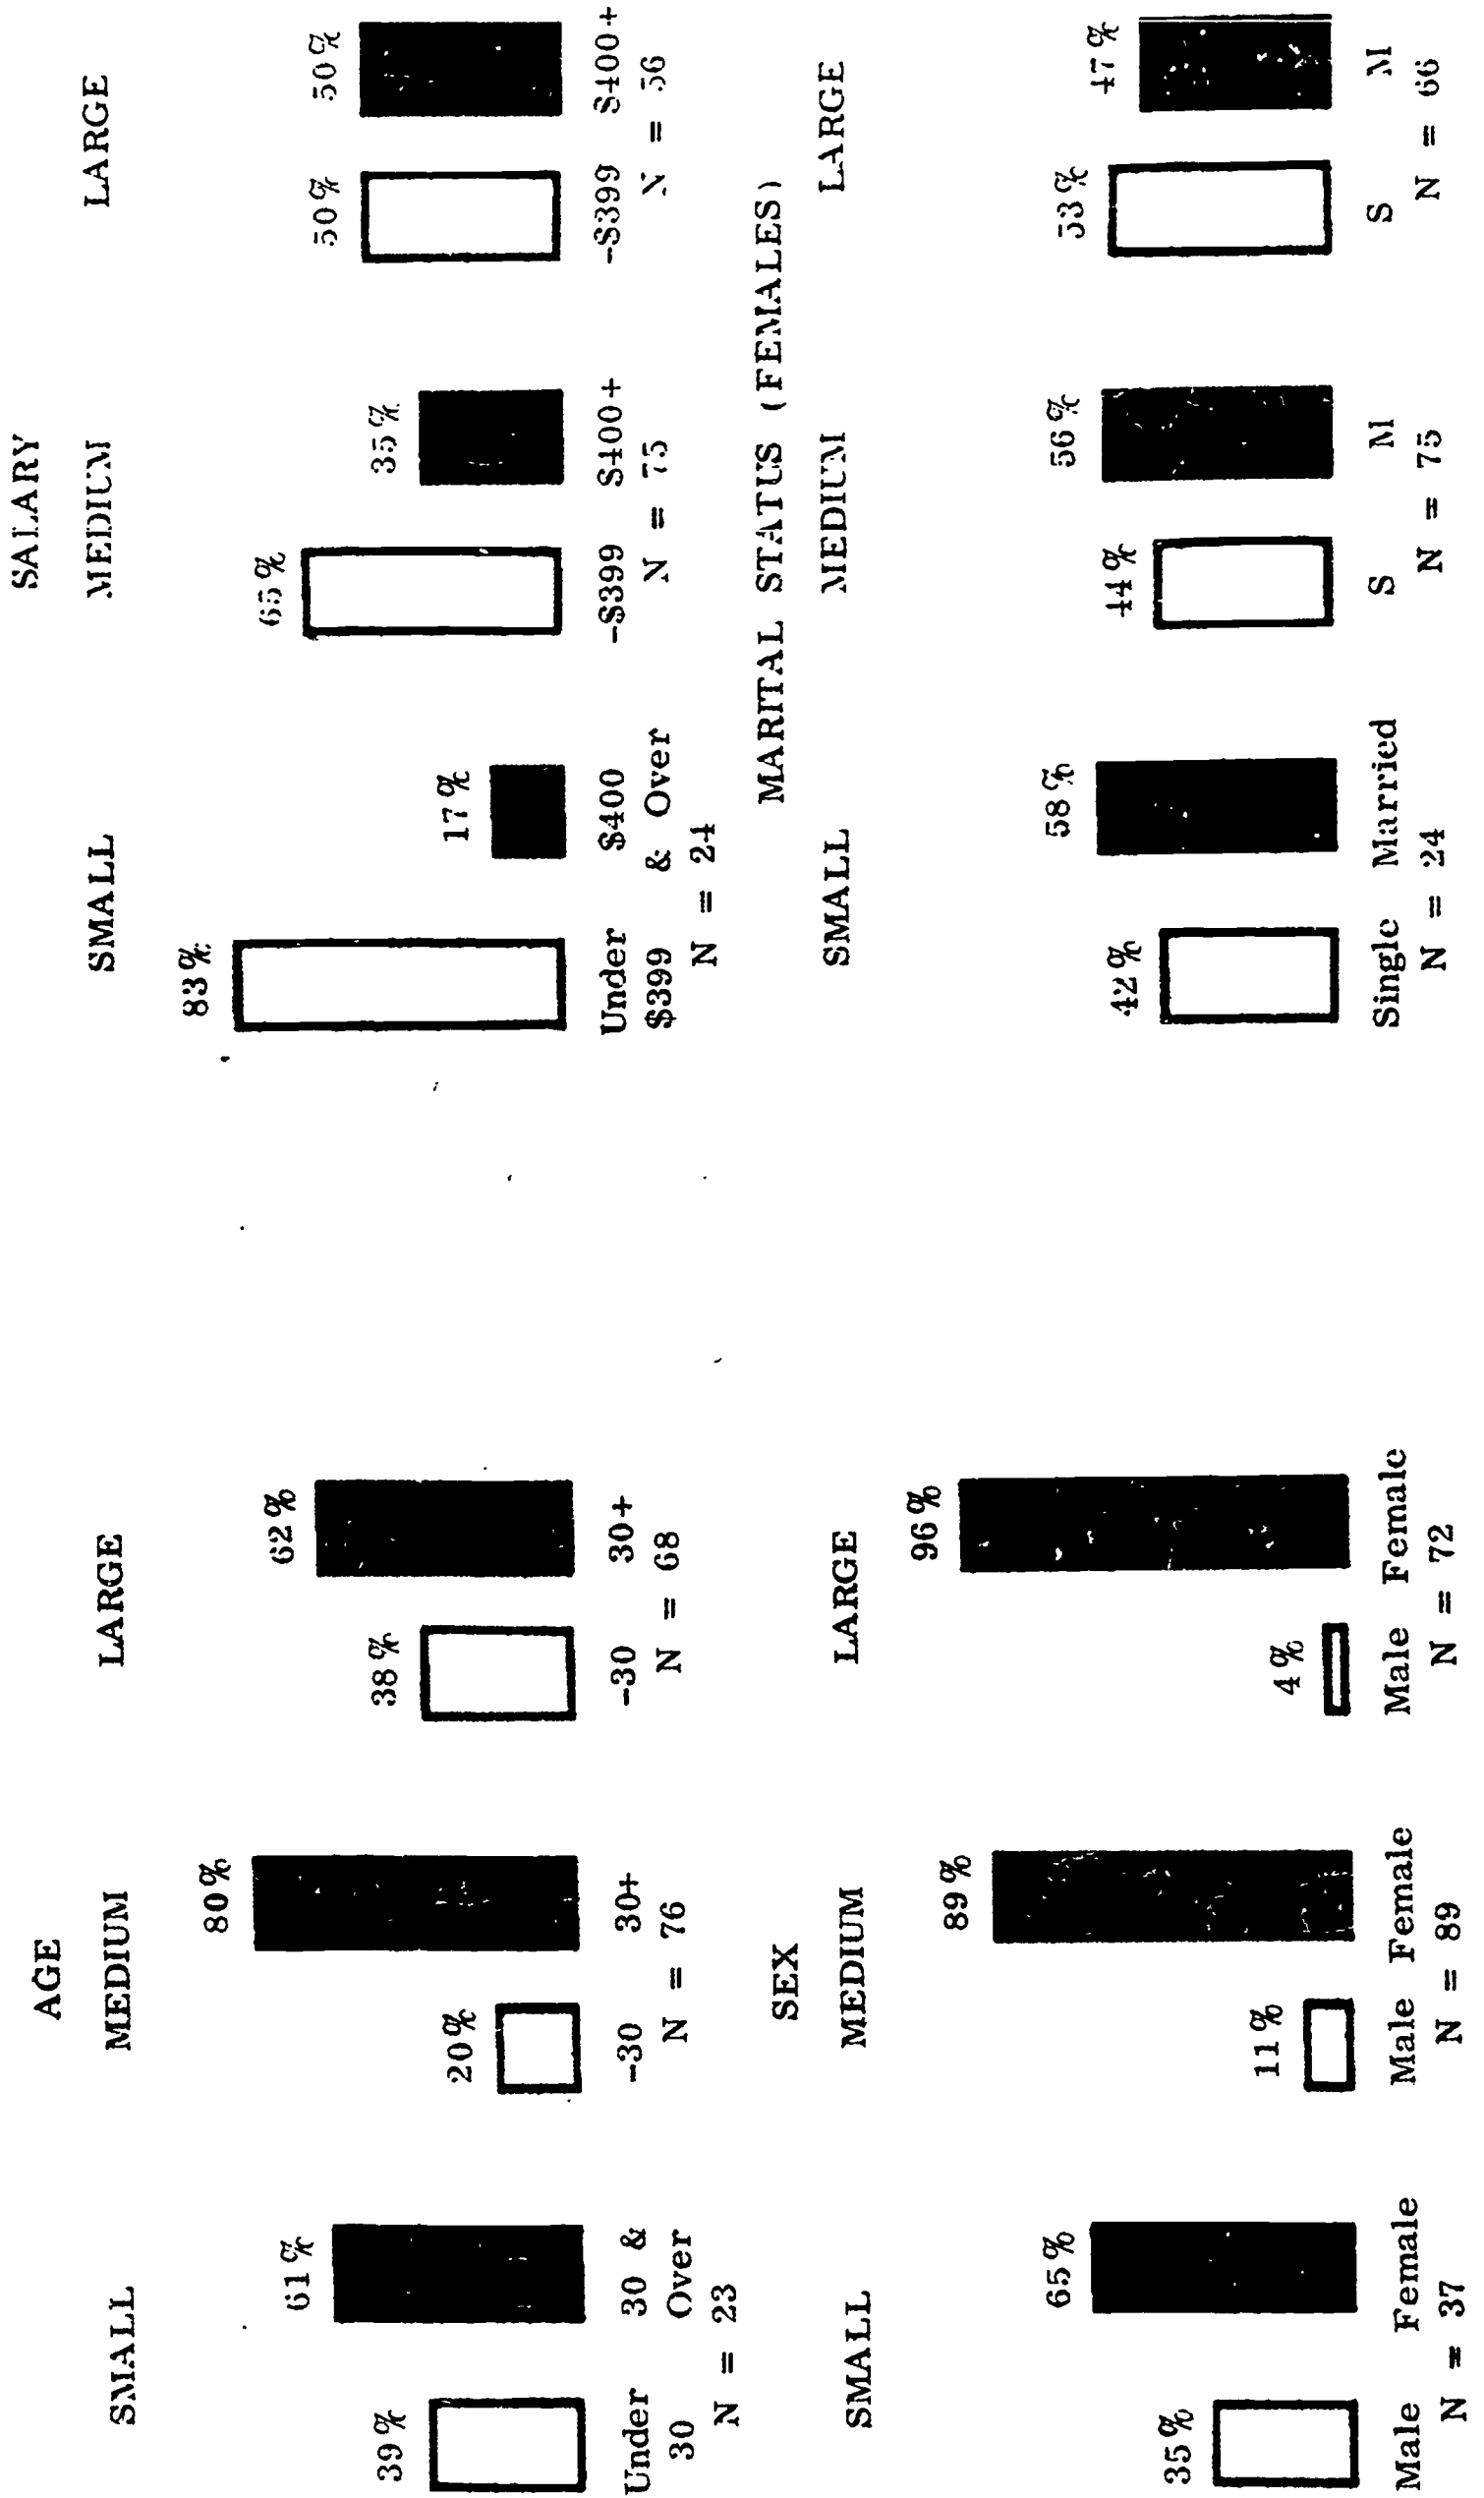 AGE
SMALL MEDIUM LARGE
39% 61% 20% 80% 38% 62%
Under 30 & -30 30+ -30 30+
30 Over N = 76 N = 68
N = 23
SEX
SMALL MEDIUM LARGE
35% 65% 11% 89% 4% 96%
Male Female Male Female Male Female
N = 37 N = 89 N = 72
SALARY
SMALL MEDIUM LARGE
83% 17% 65% 35% 50% 50%
Under $400 -$399 $400+ -$399 $400+
$399 & Over N = 75 N = 56
N = 24
MARITAL STATUS (FEMALES)
SMALL MEDIUM LARGE
42% 58% 44% 56% 53% 47%
Single Married S M S M
N = 24 N = 75 N = 66